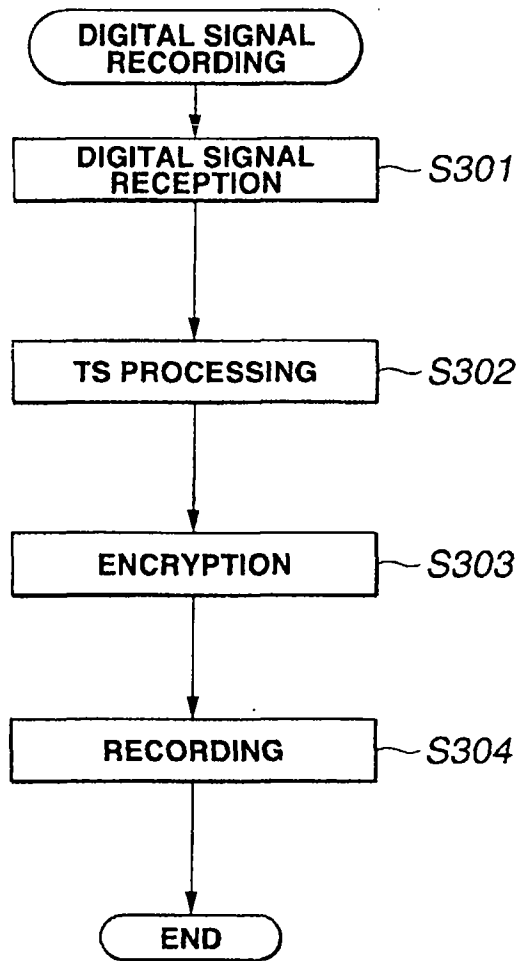 DIGITAL SIGNAL
RECORDING
DIGITAL SIGNAL
RECEPTION
S301
TS PROCESSING
S302
ENCRYPTION
S303
RECORDING
S304
END